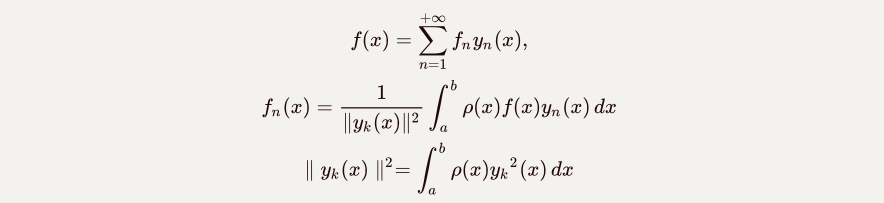 f(x) = \sum_{n=1}^{+\infty} f_n y_n(x),
f_n(x) = \frac{1}{\|y_k(x)\|^2} \int_a^b \rho(x) f(x) y_n(x) \, dx
\| y_k(x) \|^2 = \int_a^b \rho(x) y_k{}^2(x) \, dx